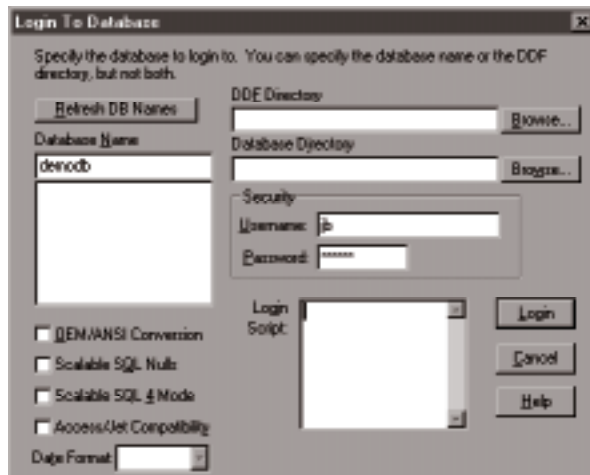 Login To Database
Specify the database to login to. You can specify the database name or the DDF
directory, but not both.
Refresh DB Names
DDF Directory
Browse...
Database Name
Database Directory
demodb
Browse...
Security
Username: jb
Password: ******
Login
Script:
Login
OEM/ANSI Conversion
Scalable SQL Nulls
Cancel
Scalable SQL 4 Mode
Help
Access/Jet Compatibility
Date Format